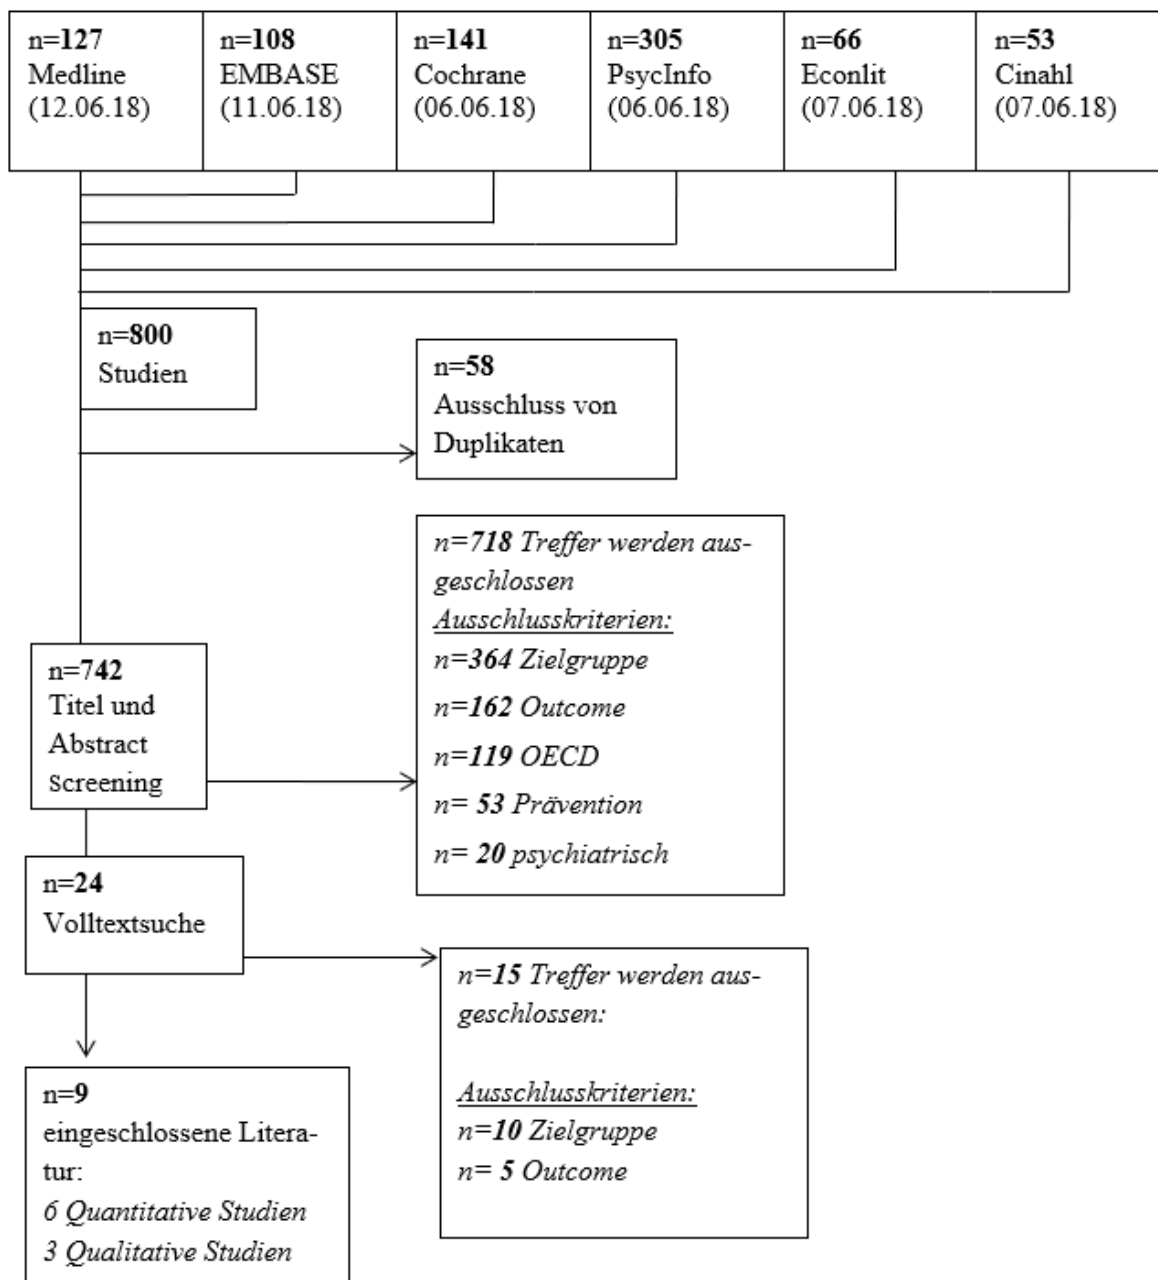 n=127
Medline
(12.06.18)
n=108
EMBASE
(11.06.18)
n=141
Cochrane
(06.06.18)
n=305
PsycInfo
(06.06.18)
n=66
Econlit
(07.06.18)
n=53
Cinahl
(07.06.18)
n=800
Studien
n=58
Ausschluss von
Duplikaten
n=718 Treffer werden aus-
geschlossen
Ausschlusskriterien:
n=364 Zielgruppe
n=162 Outcome
n=119 OECD
n= 53 Prävention
n= 20 psychiatrisch
n=742
Titel und
Abstract
Screening
n=24
Volltextsuche
n=15 Treffer werden aus-
geschlossen:
Ausschlusskriterien:
n=10 Zielgruppe
n= 5 Outcome
n=9
eingeschlossene Litera-
tur:
6 Quantitative Studien
3 Qualitative Studien